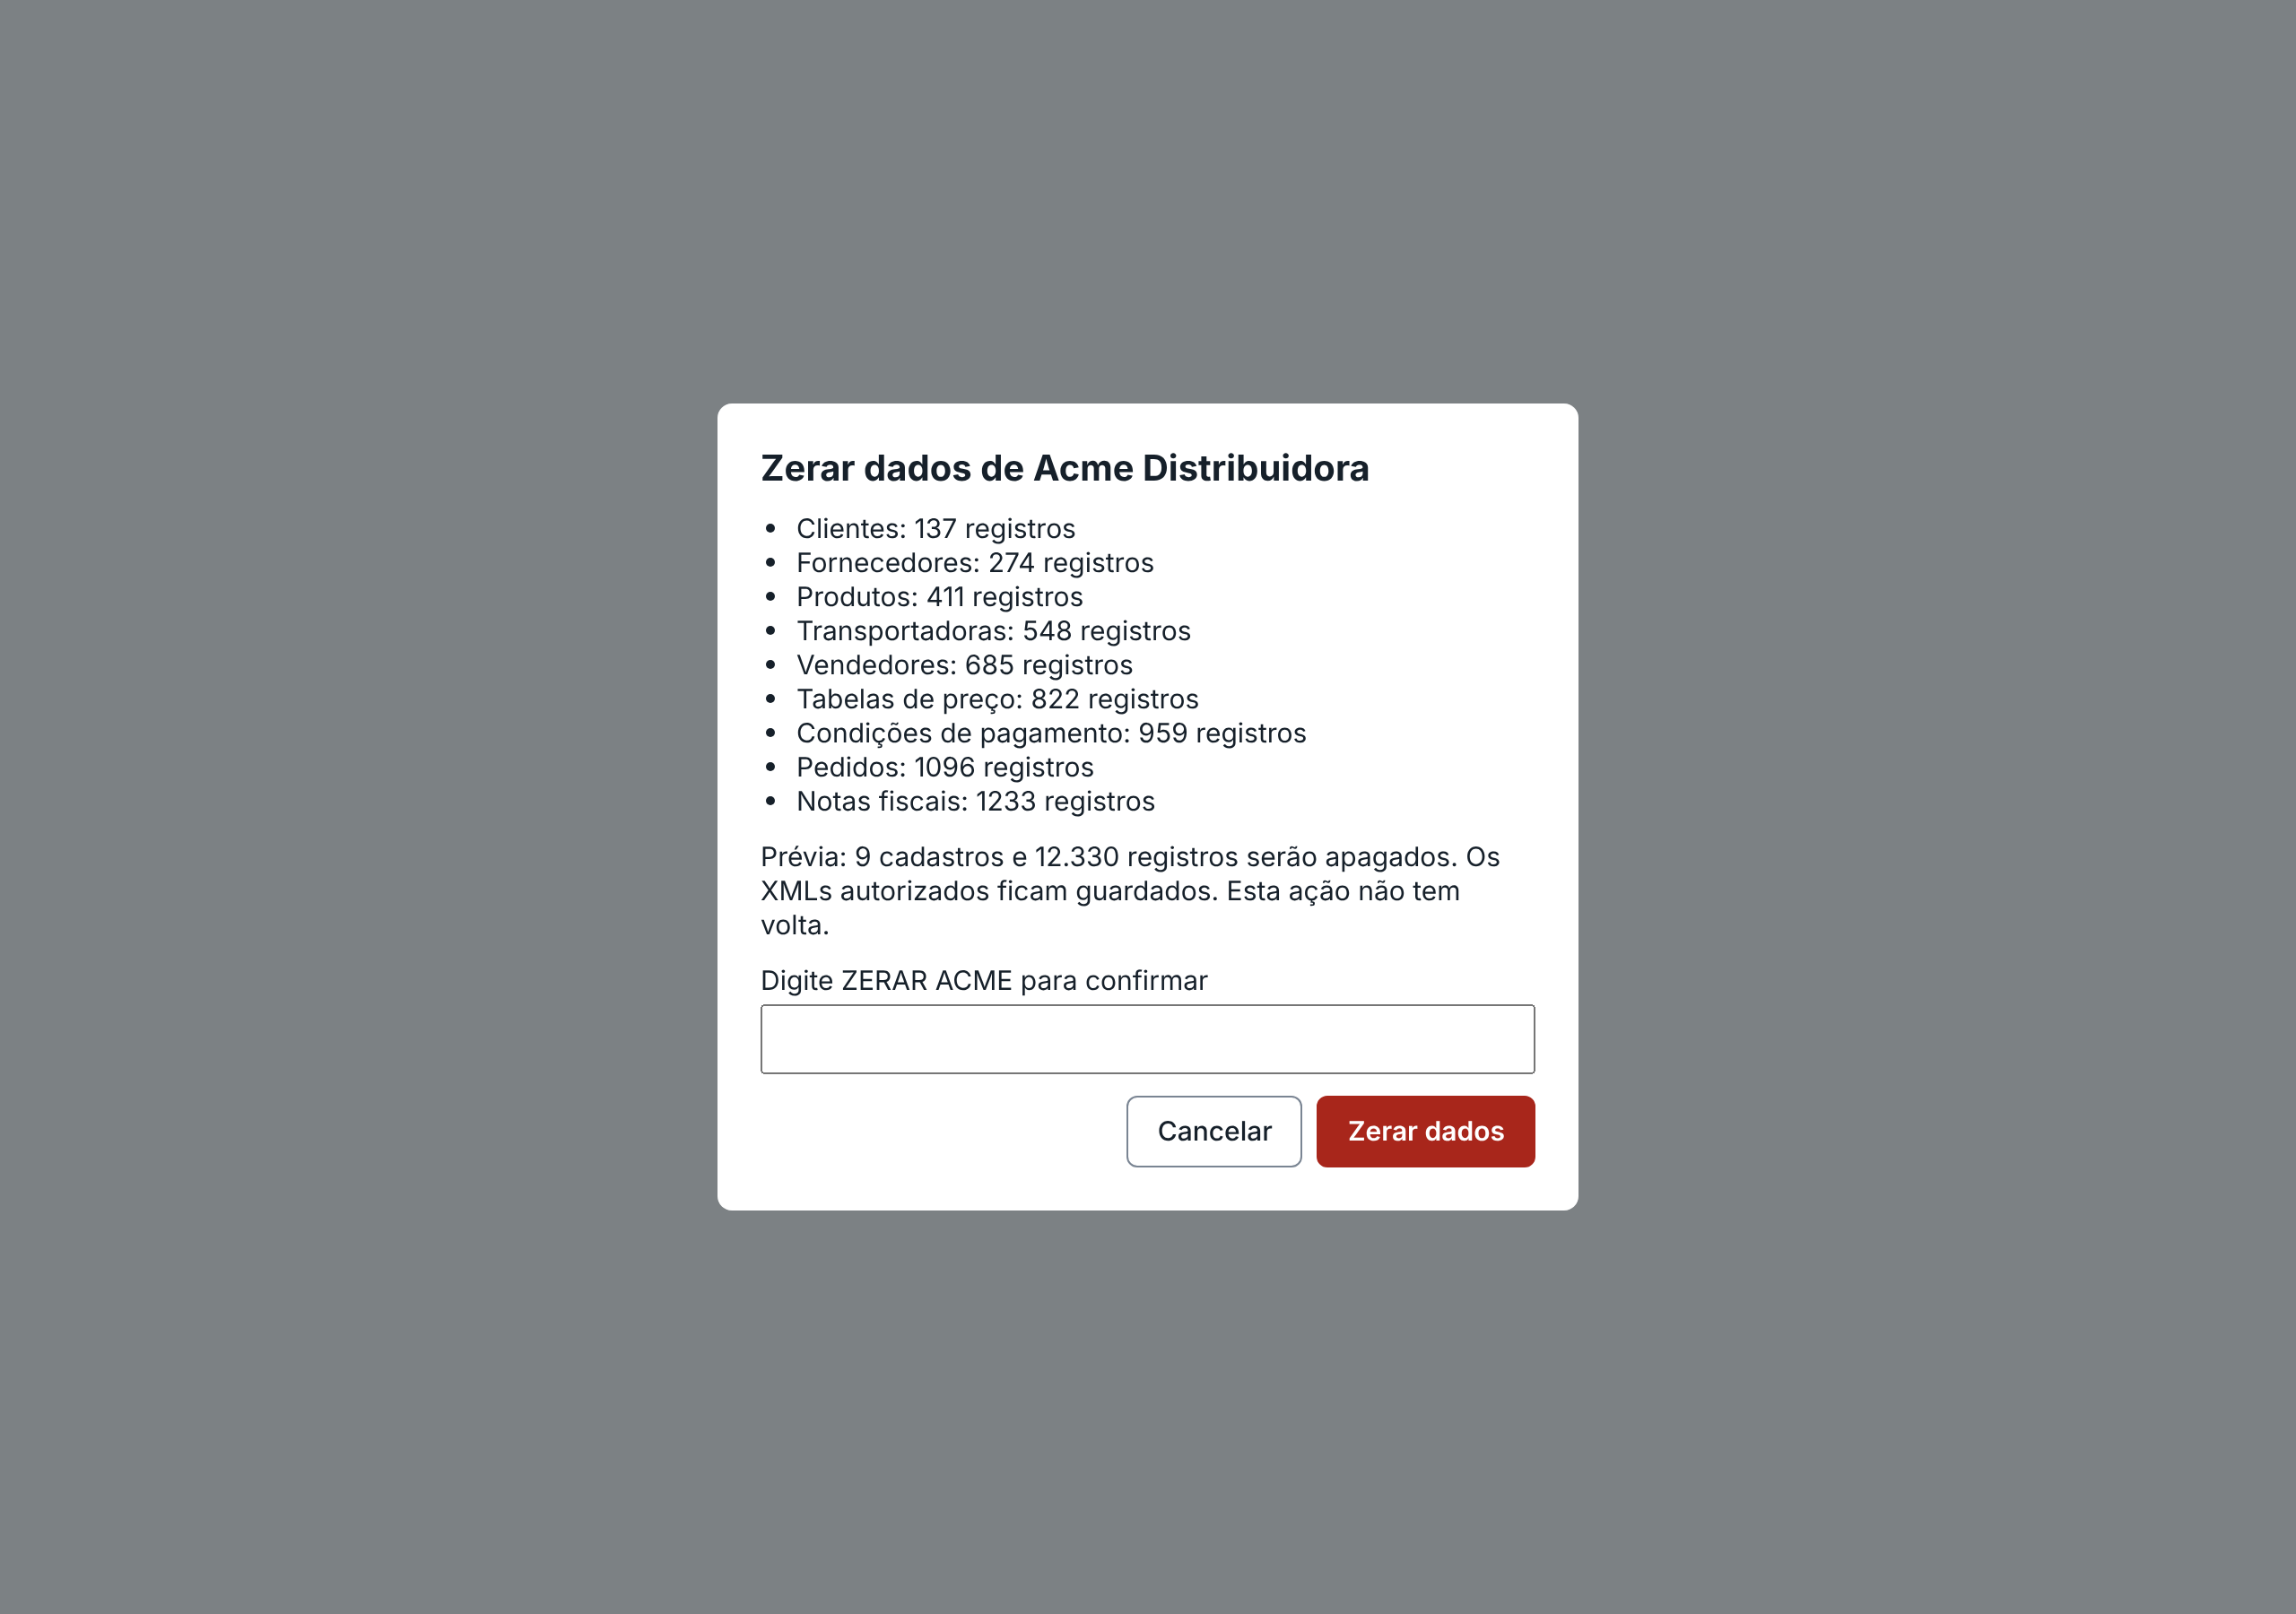 Zerar dados de Acme Distribuidora
• Clientes: 137 registros
• Fornecedores: 274 registros
• Produtos: 411 registros
• Transportadoras: 548 registros
• Vendedores: 685 registros
• Tabelas de preço: 822 registros
• Condições de pagamento: 959 registros
• Pedidos: 1096 registros
• Notas fiscais: 1233 registros
Prévia: 9 cadastros e 12.330 registros serão apagados. Os
XMLs autorizados ficam guardados. Esta ação não tem
volta.
Digite ZERAR ACME para confirmar
Cancelar
Zerar dados